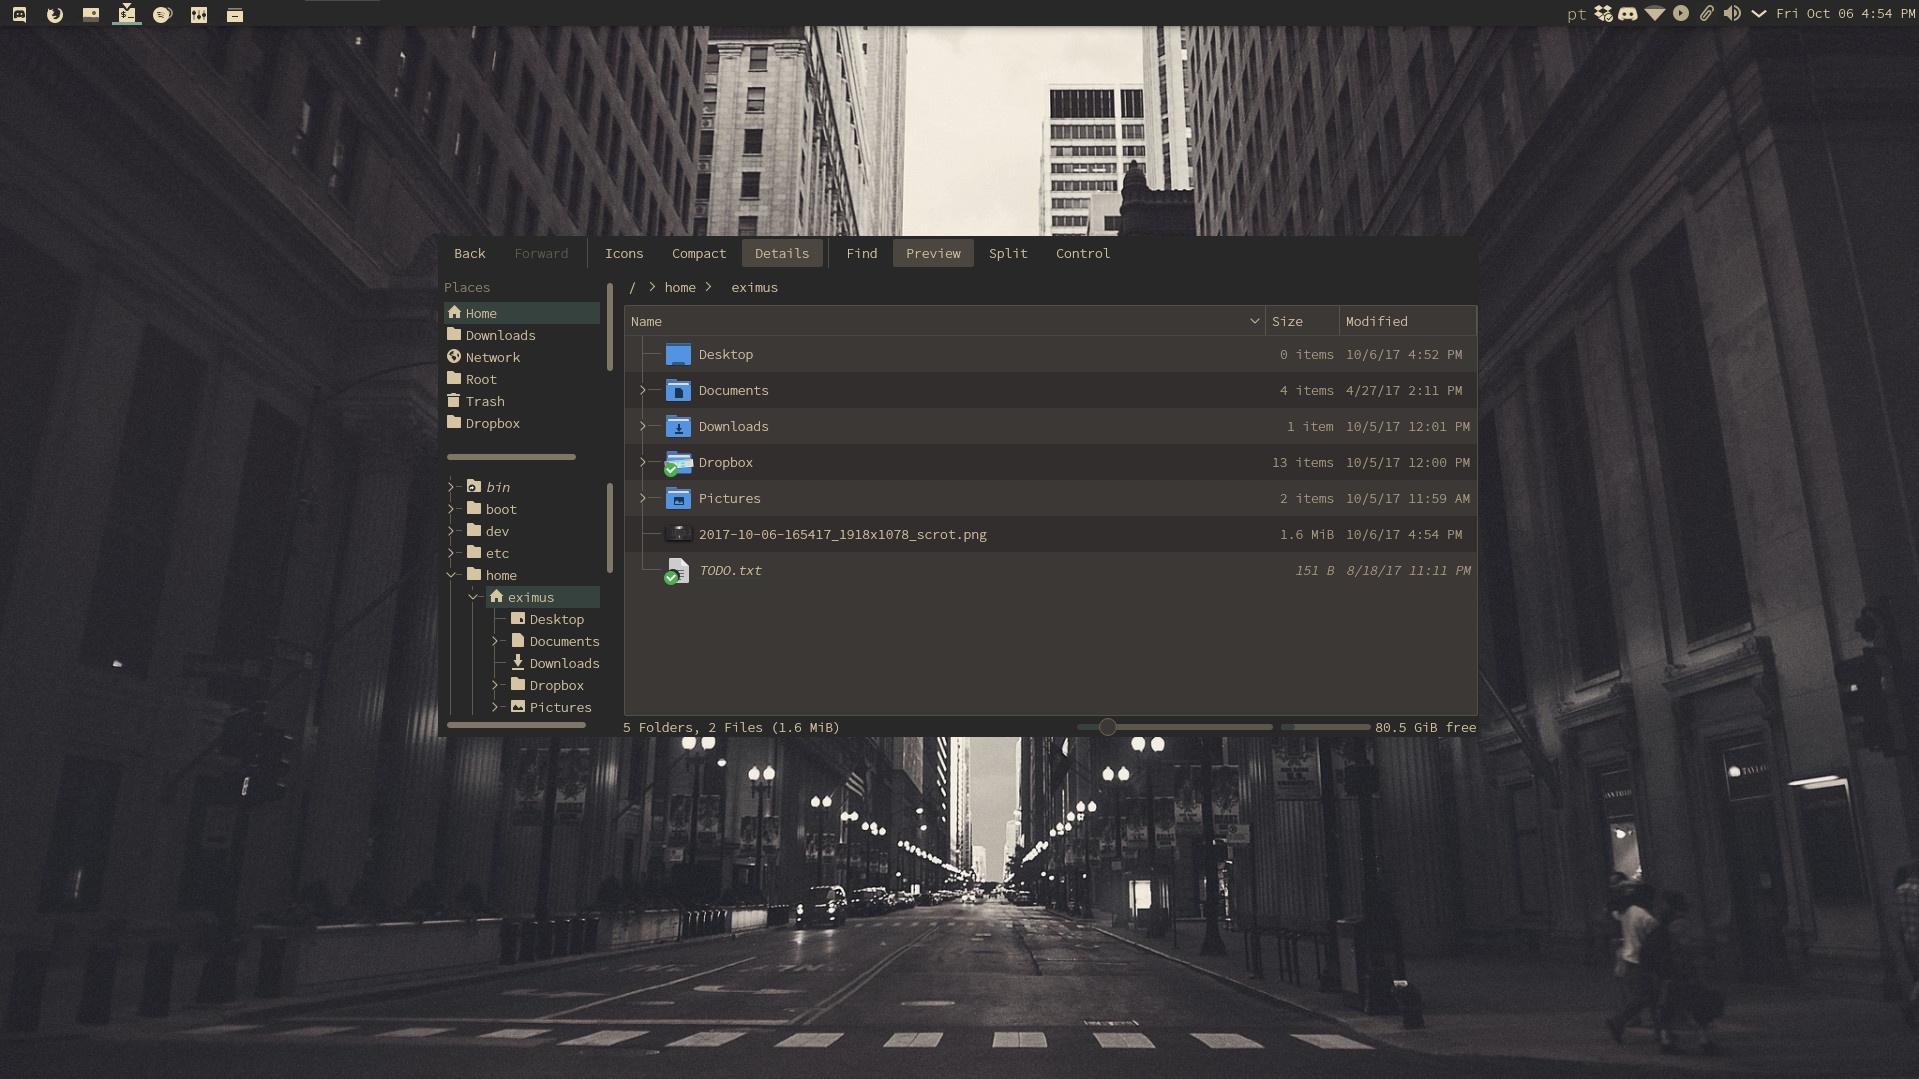 pt Fri Oct 06 4:54 PM
Back Forward Icons Compact Details Find Preview Split Control
Places
Home
Downloads
Network
Root
Trash
Dropbox
bin
boot
dev
etc
home
eximus
Desktop
Documents
Downloads
Dropbox
Pictures
/ > home > eximus
Name Size Modified
Desktop 0 items 10/6/17 4:52 PM
Documents 4 items 4/27/17 2:11 PM
Downloads 1 item 10/5/17 12:01 PM
Dropbox 13 items 10/5/17 12:00 PM
Pictures 2 items 10/5/17 11:59 AM
2017-10-06-165417_1918x1078_scrot.png 1.6 MiB 10/6/17 4:54 PM
TODO.txt 151 B 8/18/17 11:11 PM
5 Folders, 2 Files (1.6 MiB) 80.5 GiB free